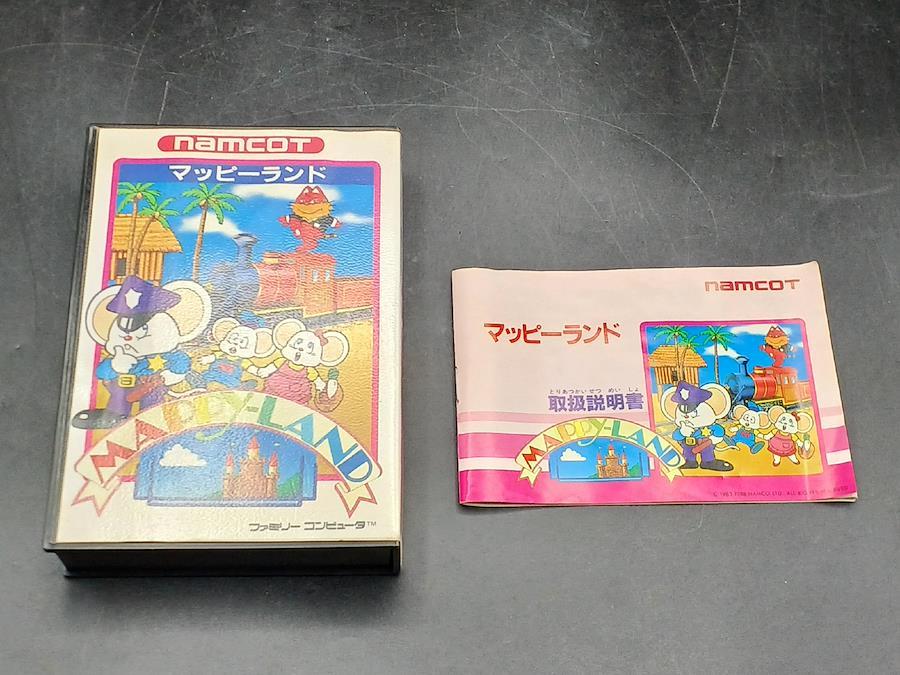 namcoT
マッピーランド
MAPPY-LAND
ファミリー コンピュータ™
namcoT
マッピーランド
とりあつかいせつめいしょ
取扱説明書
MAPPY-LAND